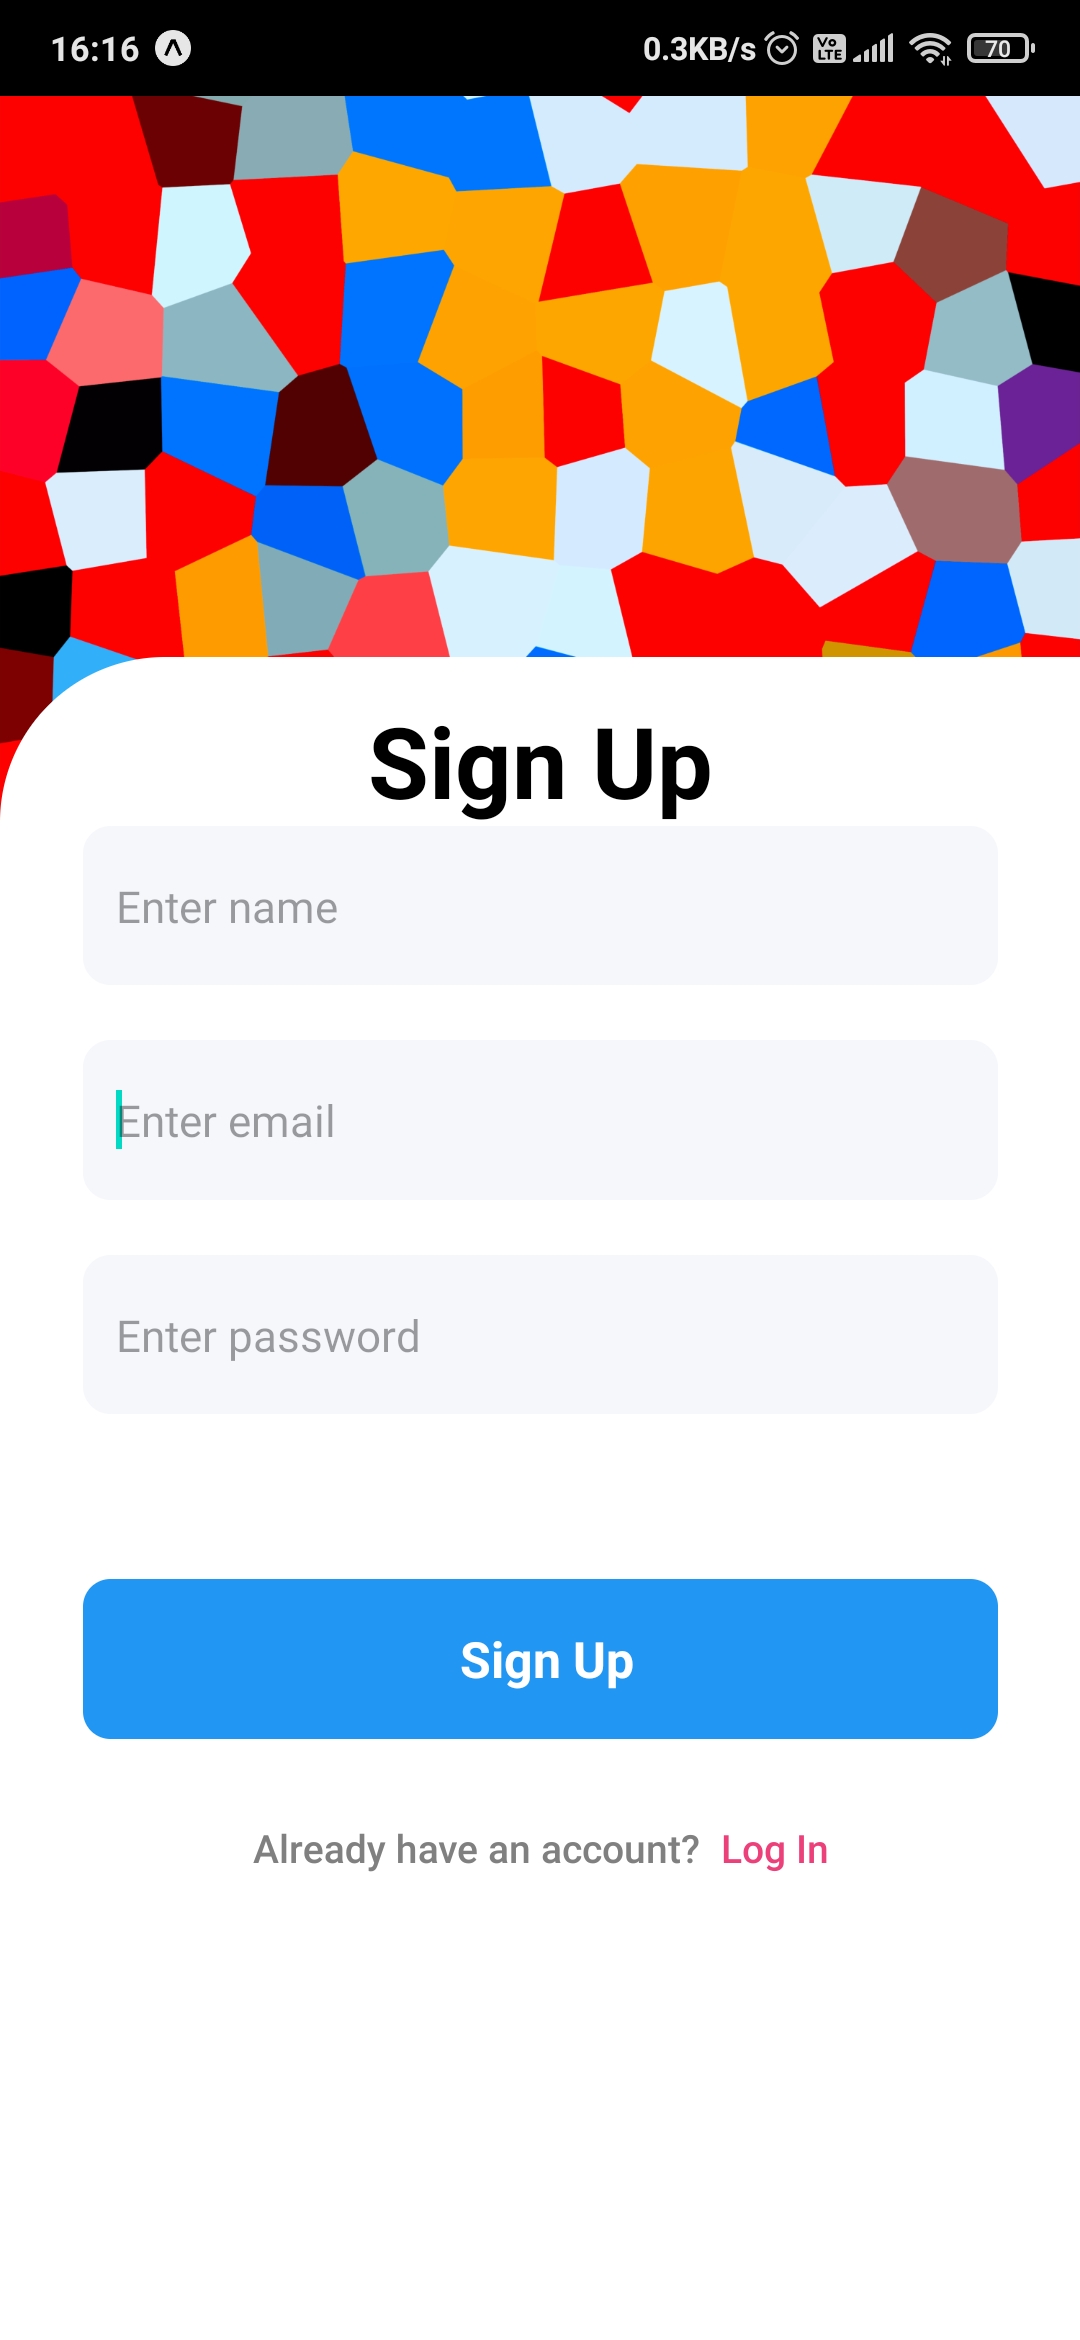 16:16 0.3KB/s Vo LTE 70
Sign Up
Enter name
Enter email
Enter password
Sign Up
Already have an account? Log In